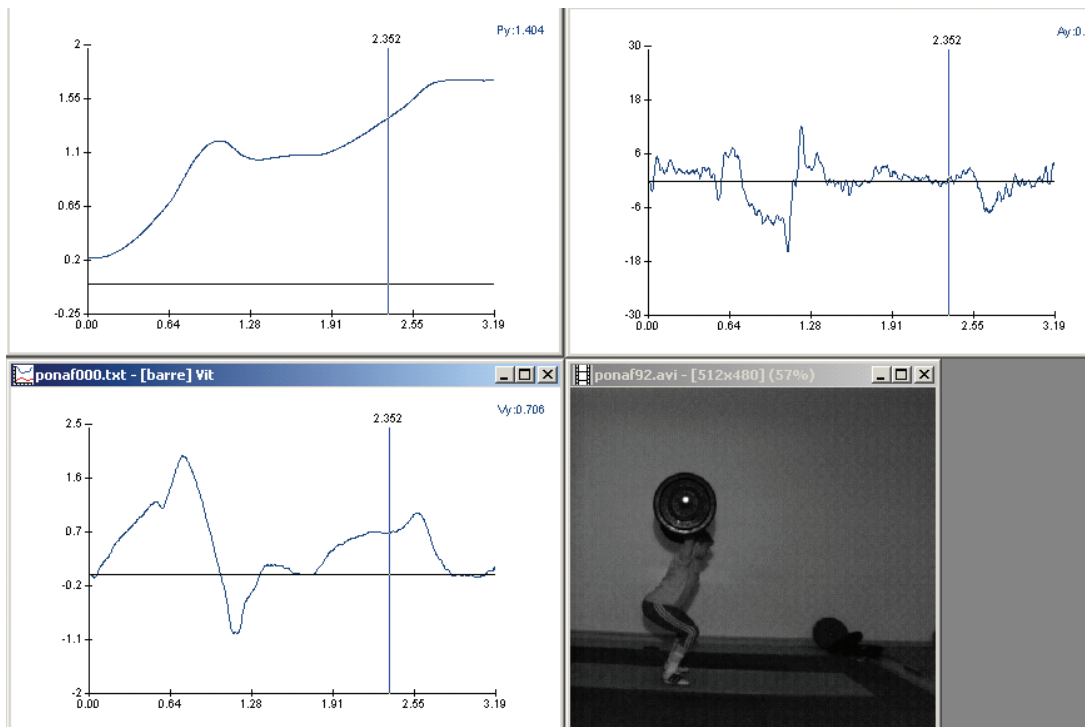 Py:1.404
2.352
2
1.55
1.1
0.65
0.2
-0.25
0.00 0.64 1.28 1.91 2.55 3.19
Ay:0.
2.352
30
18
6
-6
-18
-30
0.00 0.64 1.28 1.91 2.55 3.19
ponaf000.txt - [barre] Vit
Vy:0.706
2.352
2.5
1.6
0.7
-0.2
-1.1
-2
0.00 0.64 1.28 1.91 2.55 3.19
ponaf92.avi - [512x480] (57%)